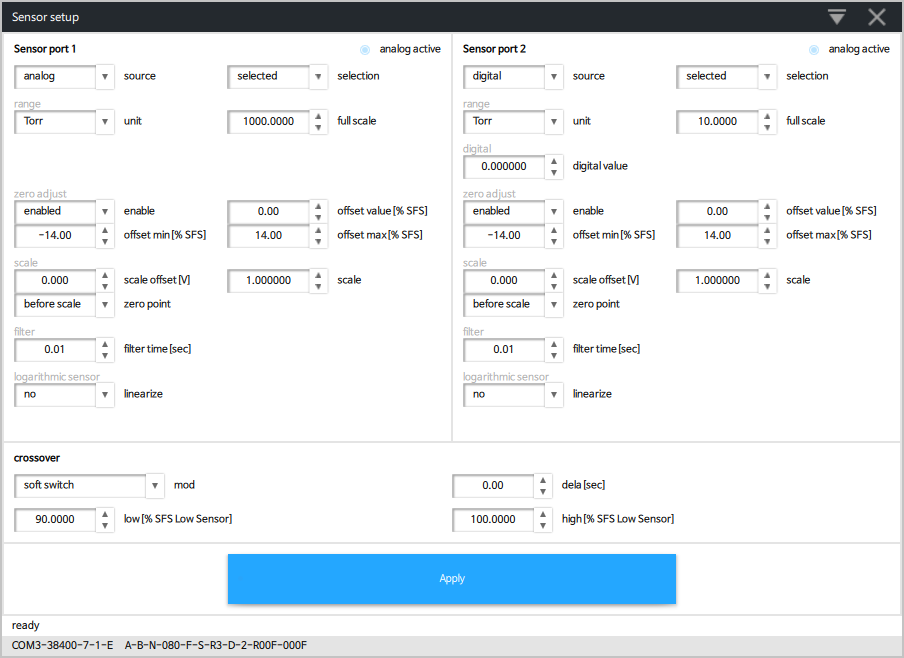 Sensor setup
Sensor port 1 analog active
analog source selected selection
range
Torr unit 1000.0000 full scale
zero adjust
enabled enable 0.00 offset value [% SFS]
-14.00 offset min [% SFS] 14.00 offset max [% SFS]
scale
0.000 scale offset [V] 1.000000 scale
before scale zero point
filter
0.01 filter time [sec]
logarithmic sensor
no linearize
Sensor port 2 analog active
digital source selected selection
range
Torr unit 10.0000 full scale
digital
0.000000 digital value
zero adjust
enabled enable 0.00 offset value [% SFS]
-14.00 offset min [% SFS] 14.00 offset max [% SFS]
scale
0.000 scale offset [V] 1.000000 scale
before scale zero point
filter
0.01 filter time [sec]
logarithmic sensor
no linearize
crossover
soft switch mod 0.00 dela [sec]
90.0000 low [% SFS Low Sensor] 100.0000 high [% SFS Low Sensor]
Apply
ready
COM3-38400-7-1-E A-B-N-080-F-S-R3-D-2-R00F-000F